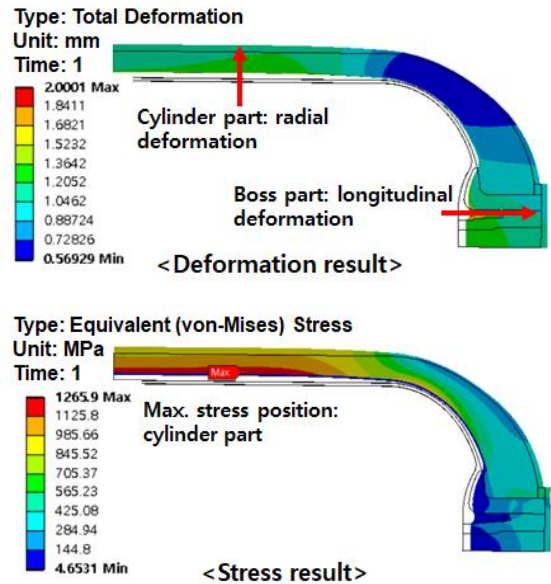 Type: Total Deformation
Unit: mm
Time: 1
2.0001 Max
1.8411
1.6821
1.5232
1.3642
1.2052
1.0462
0.88724
0.72826
0.56929 Min
Cylinder part: radial
deformation
Boss part: longitudinal
deformation
<Deformation result>
Type: Equivalent (von-Mises) Stress
Unit: MPa
Time: 1
1265.9 Max
1125.8
985.66
845.52
705.37
565.23
425.08
284.94
144.8
4.6531 Min
Max
Max. stress position:
cylinder part
<Stress result>